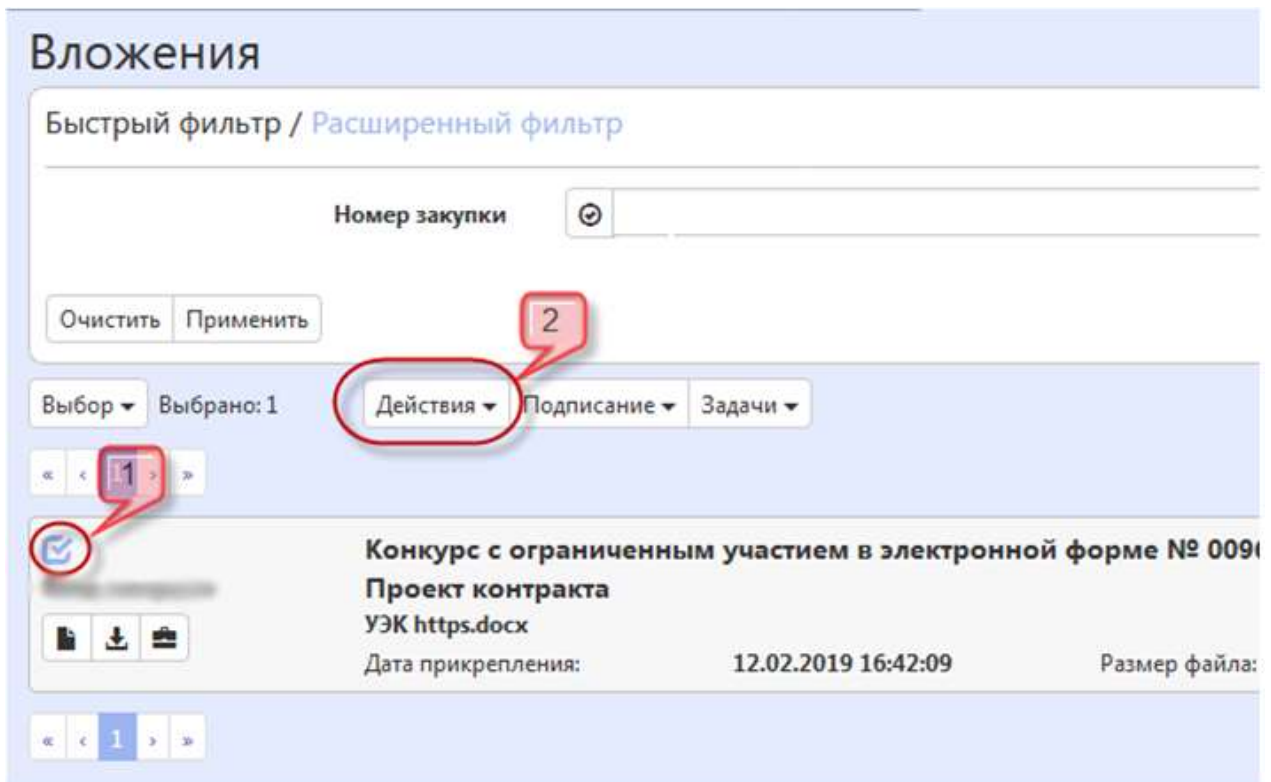 Вложения
Быстрый фильтр / Расширенный фильтр
Номер закупки
Очистить Применить
2
Выбор Выбрано: 1 Действия Подписание Задачи
« ‹ 1 › »
1
Конкурс с ограниченным участием в электронной форме № 009
Проект контракта
УЭК https.docx
Дата прикрепления: 12.02.2019 16:42:09 Размер файла:
« ‹ 1 › »